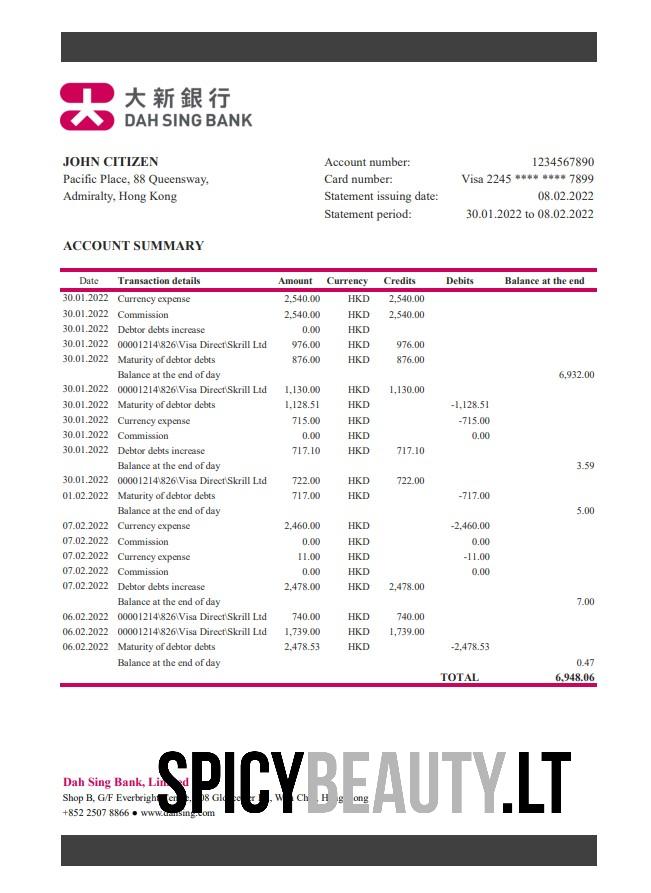 大新銀行
DAH SING BANK
JOHN CITIZEN
Pacific Place, 88 Queensway,
Admiralty, Hong Kong
Account number: 1234567890
Card number: Visa 2245 **** **** 7899
Statement issuing date: 08.02.2022
Statement period: 30.01.2022 to 08.02.2022
ACCOUNT SUMMARY
Date Transaction details Amount Currency Credits Debits Balance at the end
30.01.2022 Currency expense 2,540.00 HKD 2,540.00
30.01.2022 Commission 2,540.00 HKD 2,540.00
30.01.2022 Debtor debts increase 0.00 HKD
30.01.2022 00001214\826\Visa Direct\Skrill Ltd 976.00 HKD 976.00
30.01.2022 Maturity of debtor debts 876.00 HKD 876.00
Balance at the end of day 6,932.00
30.01.2022 00001214\826\Visa Direct\Skrill Ltd 1,130.00 HKD 1,130.00
30.01.2022 Maturity of debtor debts 1,128.51 HKD -1,128.51
30.01.2022 Currency expense 715.00 HKD -715.00
30.01.2022 Commission 0.00 HKD 0.00
30.01.2022 Debtor debts increase 717.10 HKD 717.10
Balance at the end of day 3.59
30.01.2022 00001214\826\Visa Direct\Skrill Ltd 722.00 HKD 722.00
01.02.2022 Maturity of debtor debts 717.00 HKD -717.00
Balance at the end of day 5.00
07.02.2022 Currency expense 2,460.00 HKD -2,460.00
07.02.2022 Commission 0.00 HKD 0.00
07.02.2022 Currency expense 11.00 HKD -11.00
07.02.2022 Commission 0.00 HKD 0.00
07.02.2022 Debtor debts increase 2,478.00 HKD 2,478.00
Balance at the end of day 7.00
06.02.2022 00001214\826\Visa Direct\Skrill Ltd 740.00 HKD 740.00
06.02.2022 00001214\826\Visa Direct\Skrill Ltd 1,739.00 HKD 1,739.00
06.02.2022 Maturity of debtor debts 2,478.53 HKD -2,478.53
Balance at the end of day 0.47
TOTAL 6,948.06
SPICYBEAUTY.LT
Dah Sing Bank, Limited
Shop B, G/F Everbright
+852 2507 8866 ● www.dahsing.com